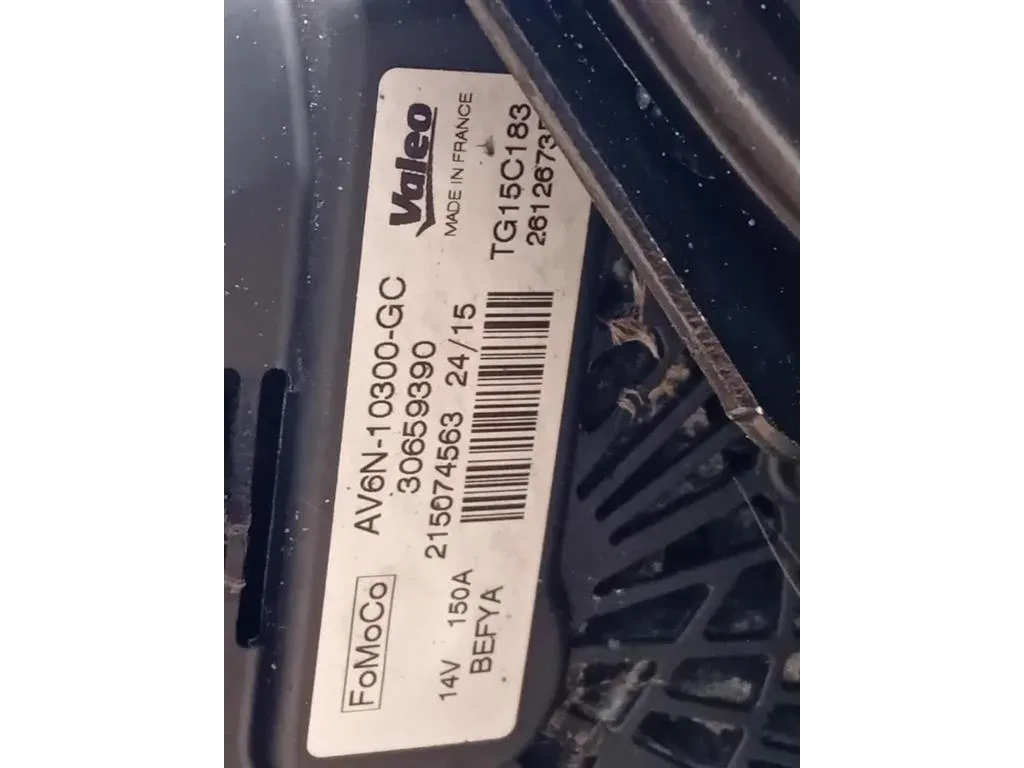 FoMoCo
AV6N-10300-GC
Valeo
30659390
MADE IN FRANCE
14V 150A
215074563 24/15
TG15C183
BEFYA